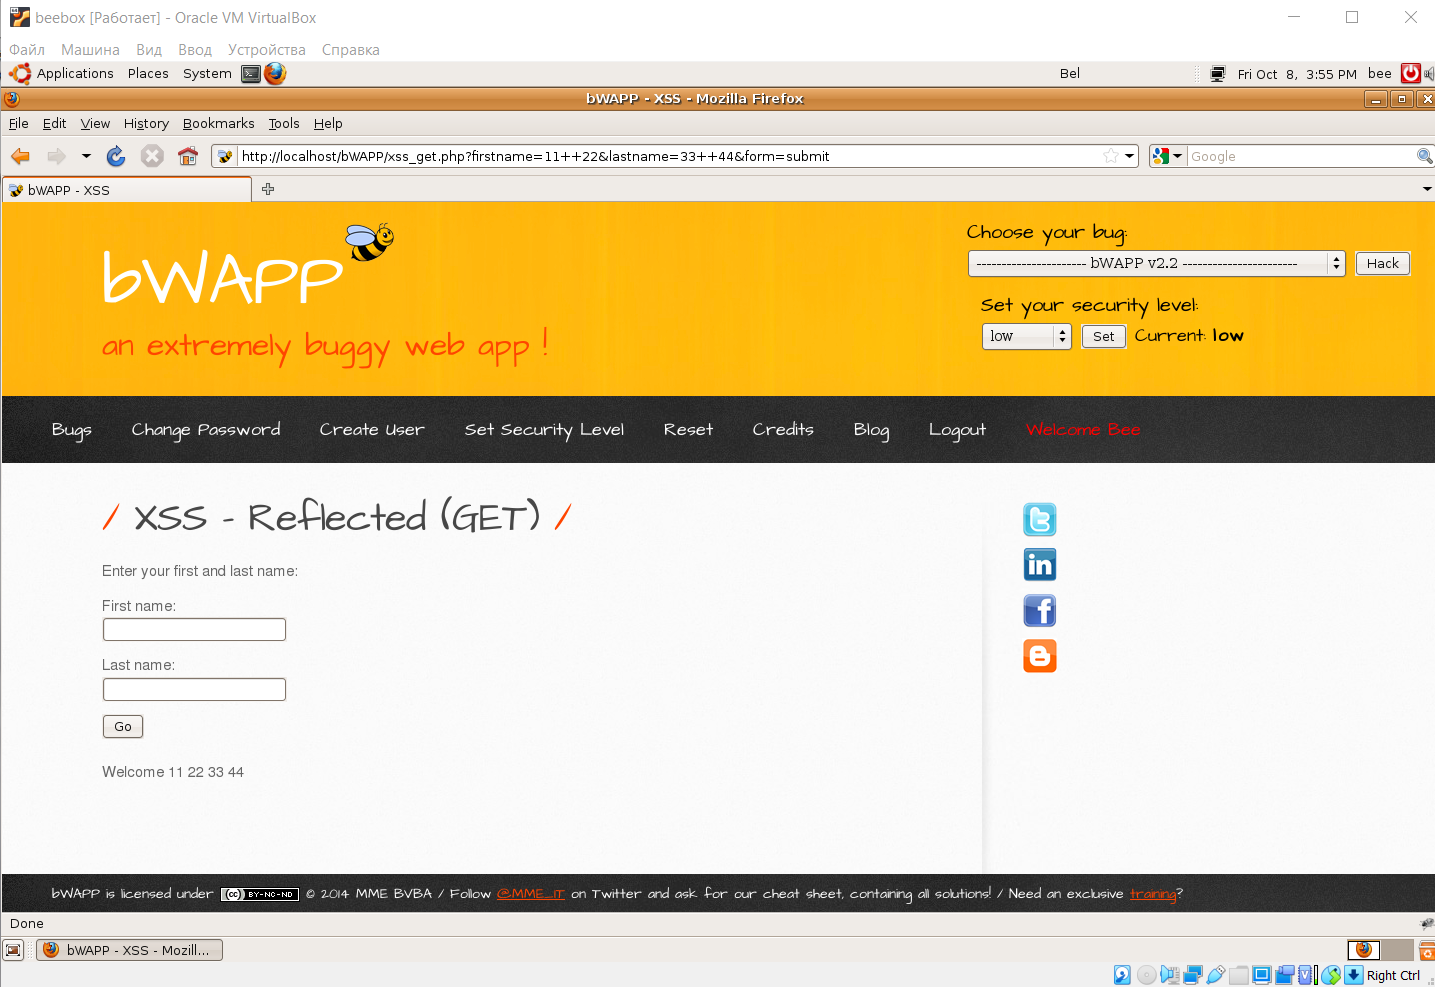 beebox [Работает] - Oracle VM VirtualBox
Файл Машина Вид Ввод Устройства Справка
Applications Places System Bel Fri Oct 8, 3:55 PM bee
bWAPP - XSS - Mozilla Firefox
File Edit View History Bookmarks Tools Help
http://localhost/bWAPP/xss_get.php?firstname=11++22&lastname=33++44&form=submit Google
bWAPP - XSS
bWAPP
an extremely buggy web app !
Choose your bug:
---------------------- bWAPP v2.2 ----------------------- Hack
Set your security level:
low Set Current: low
Bugs Change Password Create User Set Security Level Reset Credits Blog Logout Welcome Bee
/ XSS - Reflected (GET) /
Enter your first and last name:
First name:
Last name:
Go
Welcome 11 22 33 44
bWAPP is licensed under cc BY-NC-ND © 2014 MME BVBA / Follow @MME_IT on Twitter and ask for our cheat sheet, containing all solutions! / Need an exclusive training?
Done
bWAPP - XSS - Mozill...
Right Ctrl